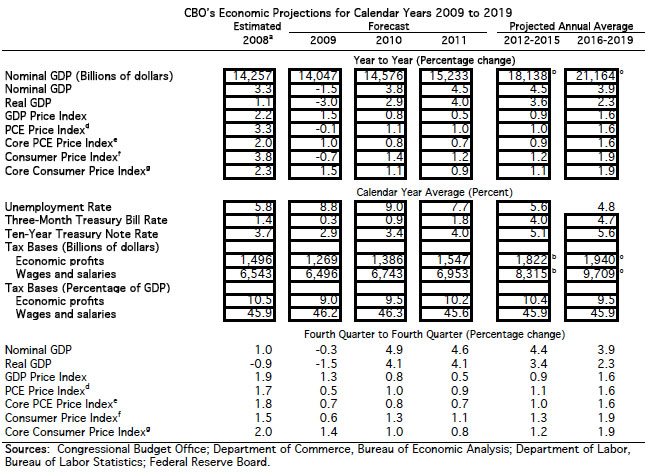 CBO's Economic Projections for Calendar Years 2009 to 2019
Estimated Forecast Projected Annual Average
2008a 2009 2010 2011 2012-2015 2016-2019
Year to Year (Percentage change)
Nominal GDP (Billions of dollars) 14,257 14,047 14,576 15,233 18,138 b 21,164 c
Nominal GDP 3.3 -1.5 3.8 4.5 4.5 3.9
Real GDP 1.1 -3.0 2.9 4.0 3.6 2.3
GDP Price Index 2.2 1.5 0.8 0.5 0.9 1.6
PCE Price Indexd 3.3 -0.1 1.1 1.0 1.0 1.6
Core PCE Price Indexe 2.0 1.0 0.8 0.7 0.9 1.6
Consumer Price Indexf 3.8 -0.7 1.4 1.2 1.2 1.9
Core Consumer Price Indexg 2.3 1.5 1.1 0.9 1.1 1.9
Calendar Year Average (Percent)
Unemployment Rate 5.8 8.8 9.0 7.7 5.6 4.8
Three-Month Treasury Bill Rate 1.4 0.3 0.9 1.8 4.0 4.7
Ten-Year Treasury Note Rate 3.7 2.9 3.4 4.0 5.1 5.6
Tax Bases (Billions of dollars)
Economic profits 1,496 1,269 1,386 1,547 1,822 b 1,940 c
Wages and salaries 6,543 6,496 6,743 6,953 8,315 b 9,709 c
Tax Bases (Percentage of GDP)
Economic profits 10.5 9.0 9.5 10.2 10.4 9.5
Wages and salaries 45.9 46.2 46.3 45.6 45.9 45.9
Fourth Quarter to Fourth Quarter (Percentage change)
Nominal GDP 1.0 -0.3 4.9 4.6 4.4 3.9
Real GDP -0.9 -1.5 4.1 4.1 3.4 2.3
GDP Price Index 1.9 1.3 0.8 0.5 0.9 1.6
PCE Price Indexd 1.7 0.5 1.0 0.9 1.1 1.6
Core PCE Price Indexe 1.8 0.7 0.8 0.7 1.0 1.6
Consumer Price Indexf 1.5 0.6 1.3 1.1 1.3 1.9
Core Consumer Price Indexg 2.0 1.4 1.0 0.8 1.2 1.9
Sources: Congressional Budget Office; Department of Commerce, Bureau of Economic Analysis; Department of Labor,
Bureau of Labor Statistics; Federal Reserve Board.